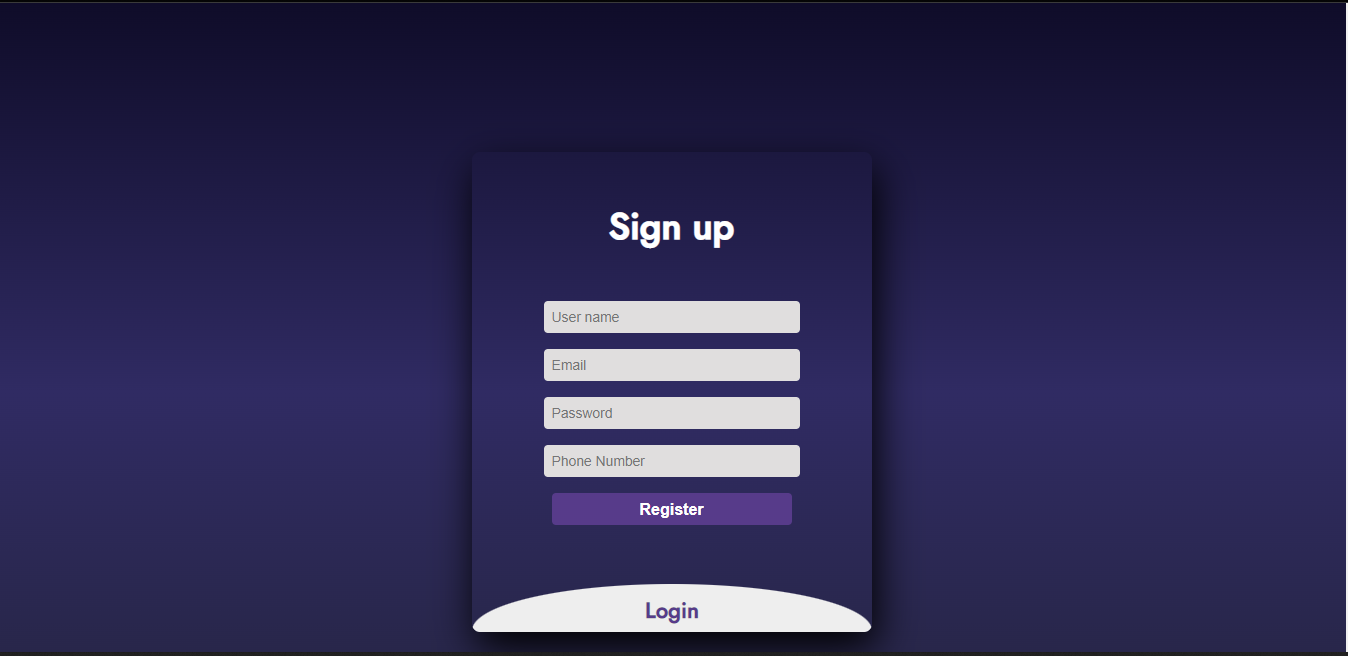 Sign up
User name
Email
Password
Phone Number
Register
Login